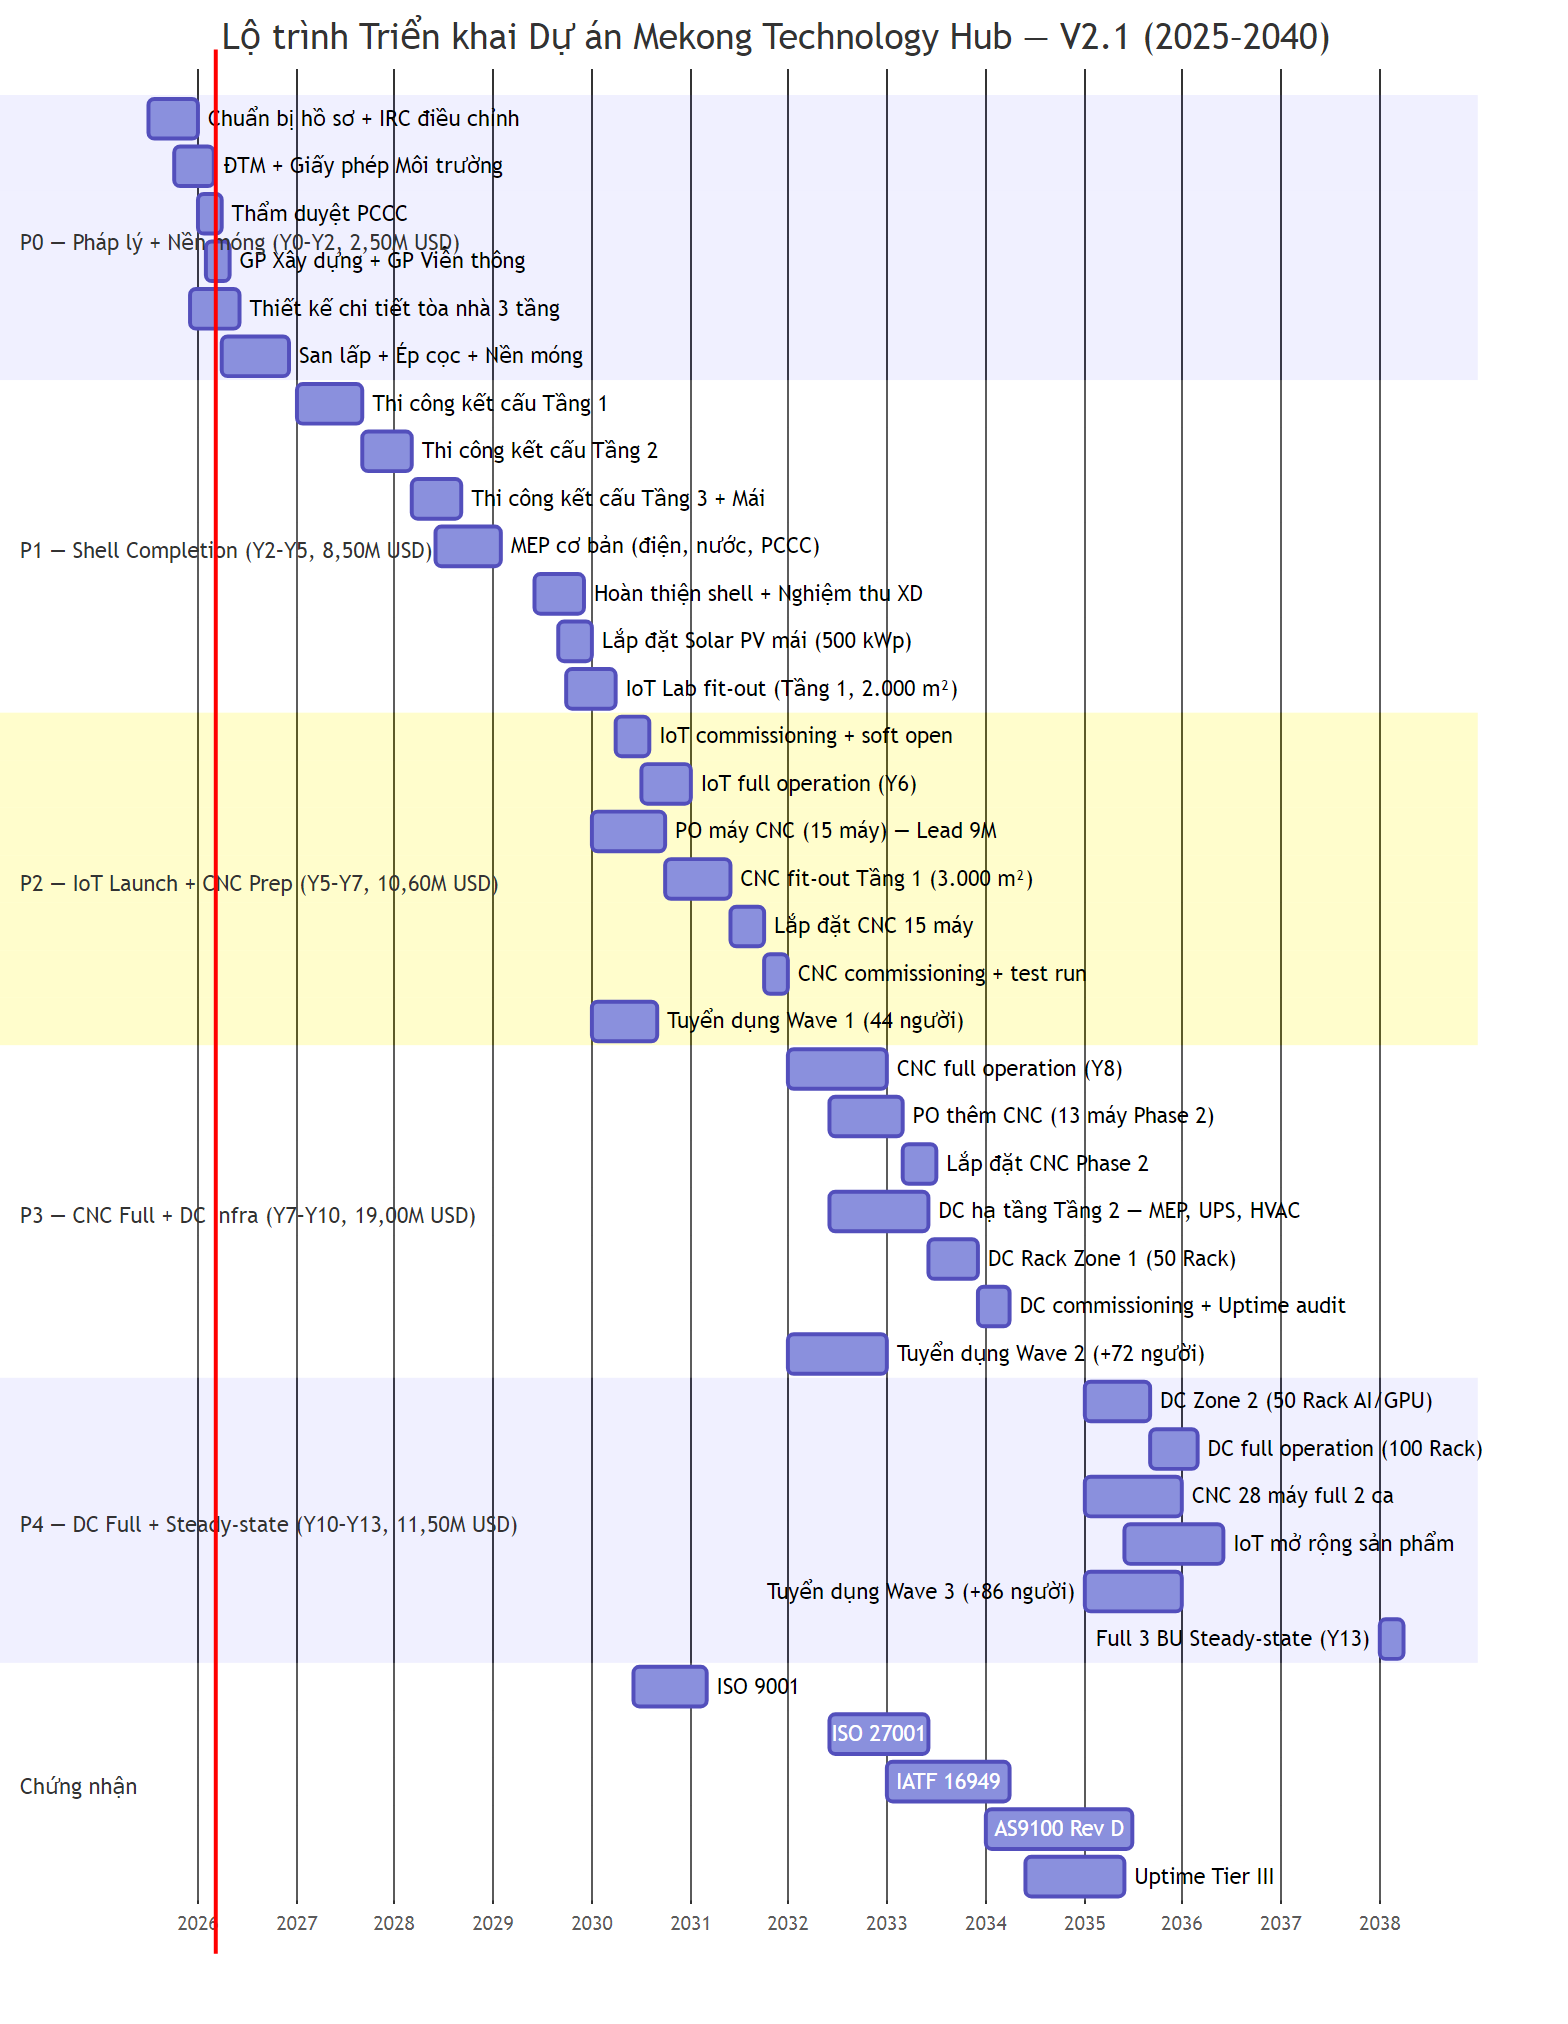 Lộ trình Triển khai Dự án Mekong Technology Hub — V2.1 (2025-2040)
P0 — Pháp lý + Nền móng (Y0-Y2, 2,50M USD)
Chuẩn bị hồ sơ + IRC điều chỉnh
ĐTM + Giấy phép Môi trường
Thẩm duyệt PCCC
GP Xây dựng + GP Viễn thông
Thiết kế chi tiết tòa nhà 3 tầng
San lấp + Ép cọc + Nền móng
P1 — Shell Completion (Y2-Y5, 8,50M USD)
Thi công kết cấu Tầng 1
Thi công kết cấu Tầng 2
Thi công kết cấu Tầng 3 + Mái
MEP cơ bản (điện, nước, PCCC)
Hoàn thiện shell + Nghiệm thu XD
Lắp đặt Solar PV mái (500 kWp)
IoT Lab fit-out (Tầng 1, 2.000 m²)
P2 — IoT Launch + CNC Prep (Y5-Y7, 10,60M USD)
IoT commissioning + soft open
IoT full operation (Y6)
PO máy CNC (15 máy) — Lead 9M
CNC fit-out Tầng 1 (3.000 m²)
Lắp đặt CNC 15 máy
CNC commissioning + test run
Tuyển dụng Wave 1 (44 người)
P3 — CNC Full + DC Infra (Y7-Y10, 19,00M USD)
CNC full operation (Y8)
PO thêm CNC (13 máy Phase 2)
Lắp đặt CNC Phase 2
DC hạ tầng Tầng 2 — MEP, UPS, HVAC
DC Rack Zone 1 (50 Rack)
DC commissioning + Uptime audit
Tuyển dụng Wave 2 (+72 người)
P4 — DC Full + Steady-state (Y10-Y13, 11,50M USD)
DC Zone 2 (50 Rack AI/GPU)
DC full operation (100 Rack)
CNC 28 máy full 2 ca
IoT mở rộng sản phẩm
Tuyển dụng Wave 3 (+86 người)
Full 3 BU Steady-state (Y13)
Chứng nhận
ISO 9001
ISO 27001
IATF 16949
AS9100 Rev D
Uptime Tier III
2026 2027 2028 2029 2030 2031 2032 2033 2034 2035 2036 2037 2038